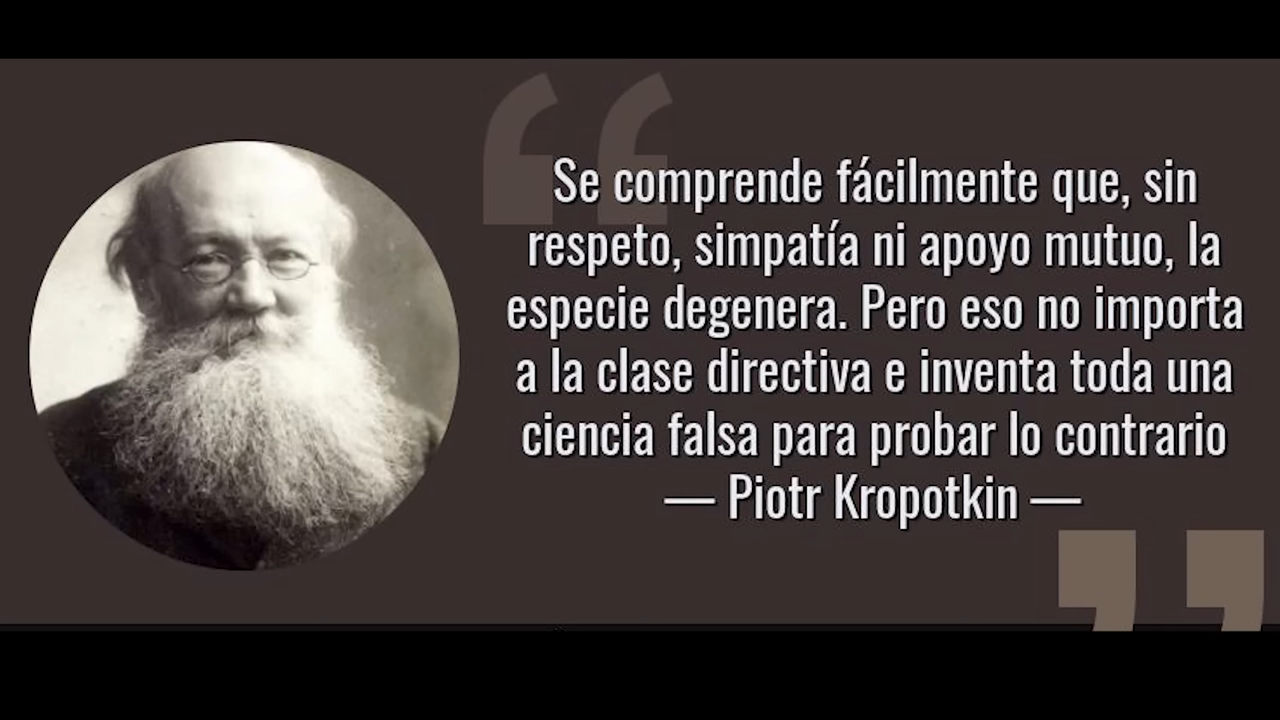 Se comprende fácilmente que, sin
respeto, simpatía ni apoyo mutuo, la
especie degenera. Pero eso no importa
a la clase directiva e inventa toda una
ciencia falsa para probar lo contrario
— Piotr Kropotkin —